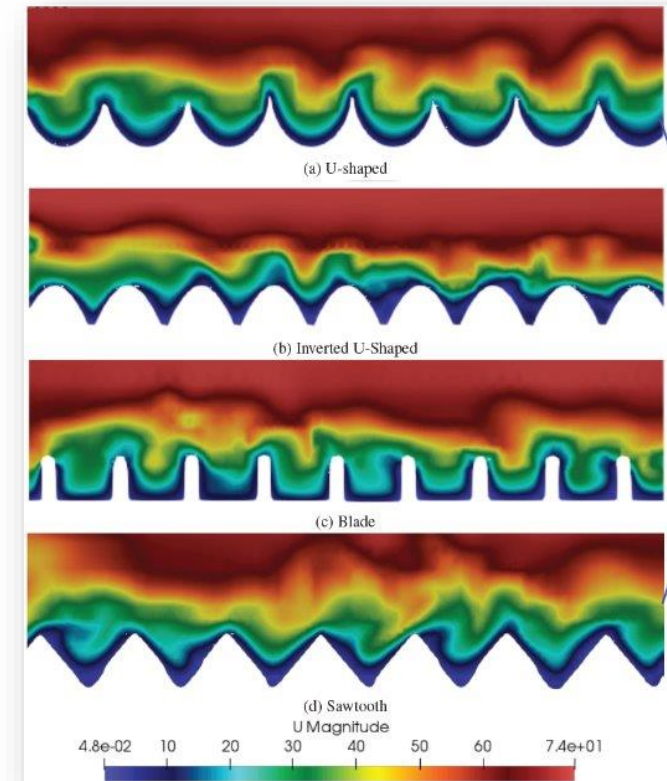 (a) U-shaped
(b) Inverted U-Shaped
(c) Blade
(d) Sawtooth
U Magnitude
4.8e-02 10 20 30 40 50 60 7.4e+01